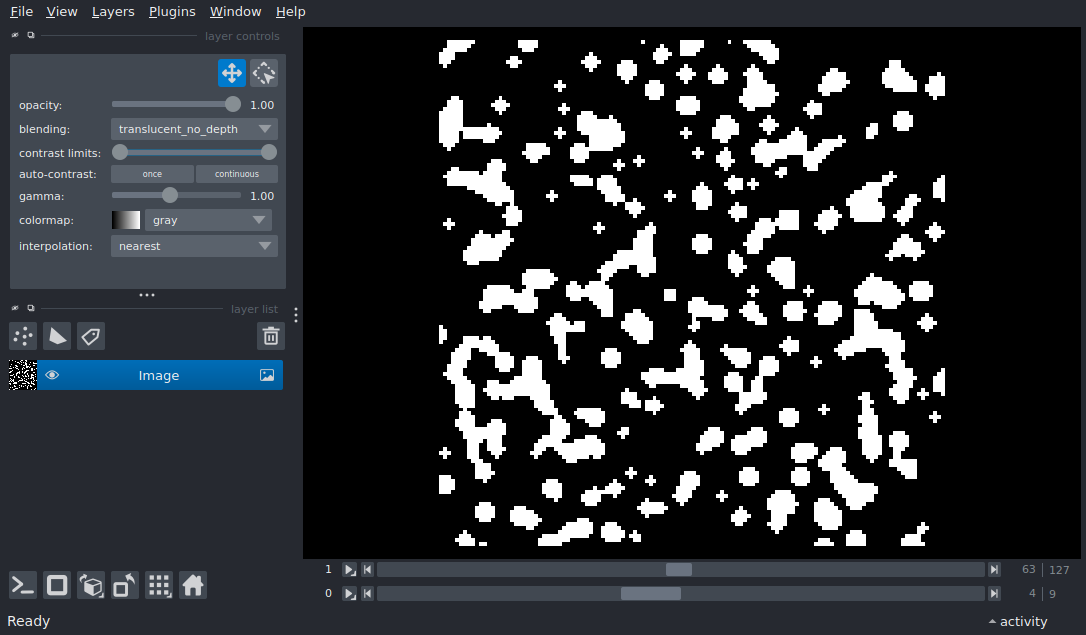 File View Layers Plugins Window Help
layer controls
opacity: 1.00
blending: translucent_no_depth
contrast limits:
auto-contrast: once continuous
gamma: 1.00
colormap: gray
interpolation: nearest
layer list
Image
1 63 127
0 4 9
Ready activity